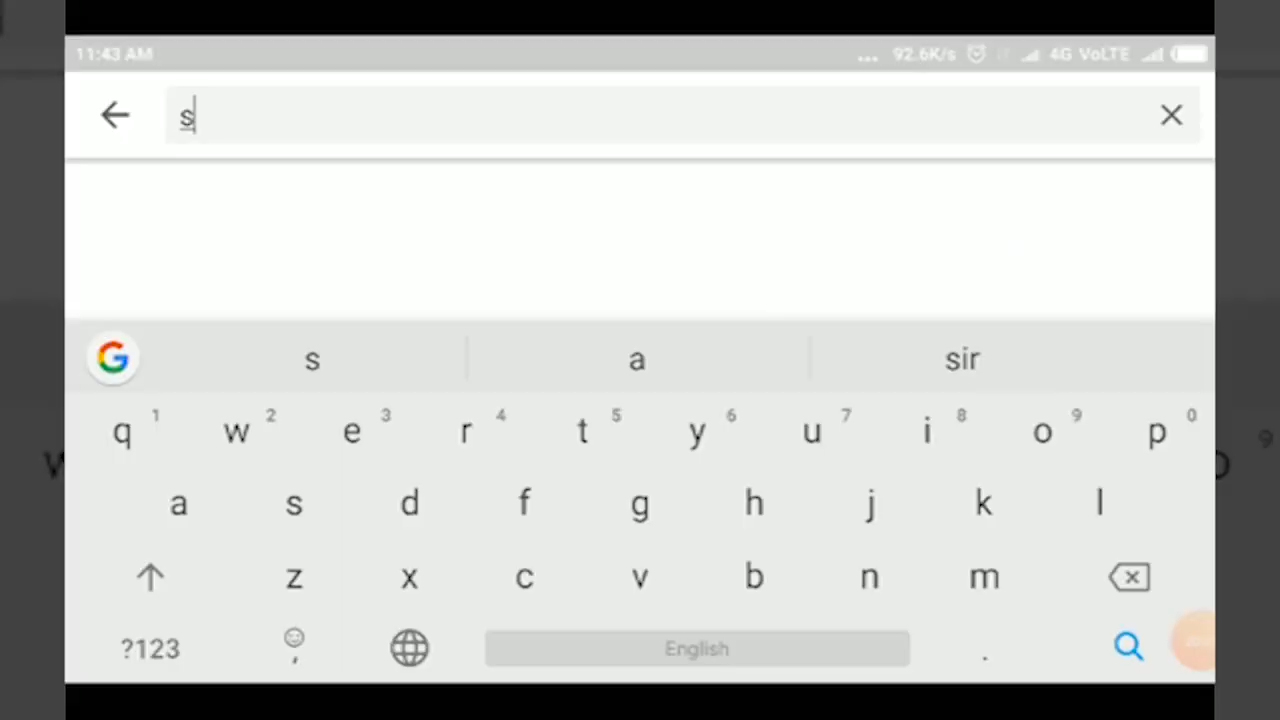 11:43 AM ... 92.6K/s 4G VoLTE
s
G s a sir
q 1 w 2 e 3 r 4 t 5 y 6 u 7 i 8 o 9 p 0
a s d f g h j k l
z x c v b n m
?123 , English .